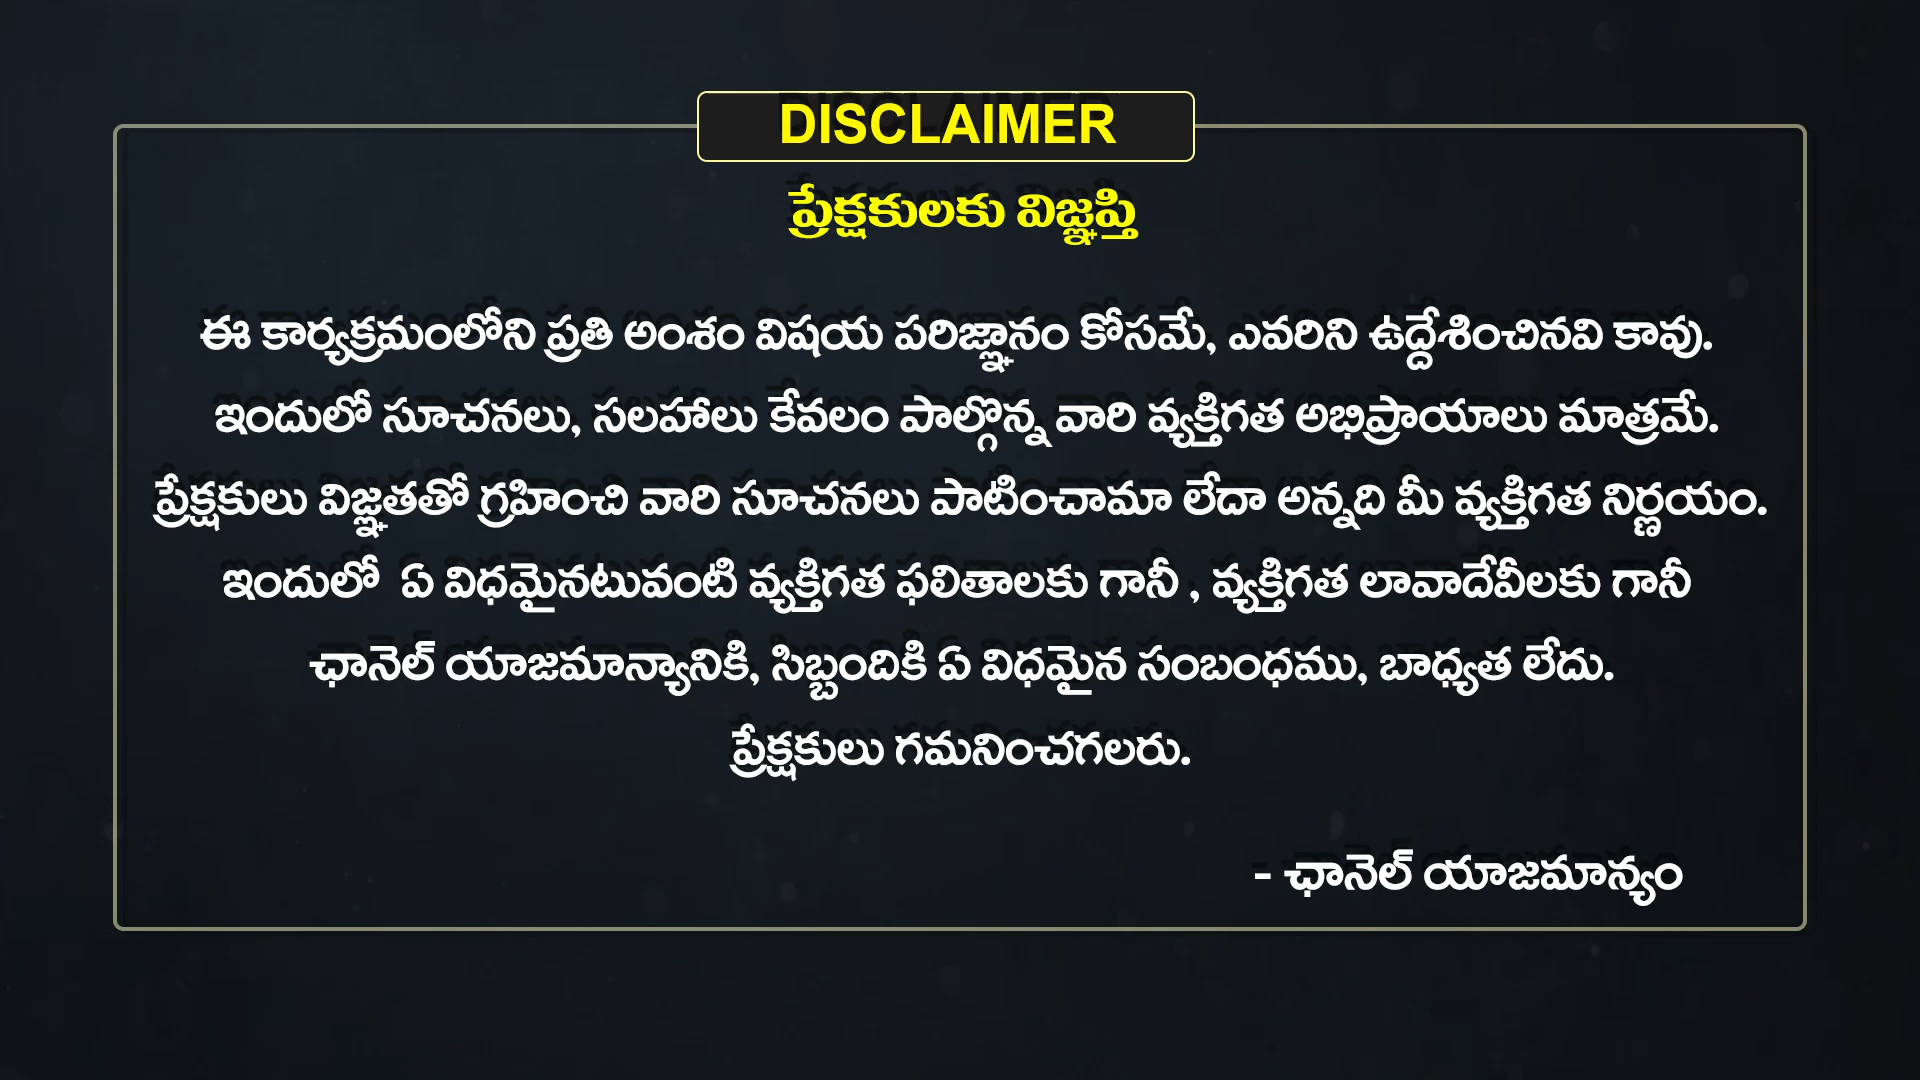 DISCLAIMER
ప్రేక్షకులకు విజ్ఞప్తి
ఈ కార్యక్రమంలోని ప్రతి అంశం విషయ పరిజ్ఞానం కోసమే, ఎవరిని ఉద్దేశించినవి కావు.
ఇందులో సూచనలు, సలహాలు కేవలం పాల్గొన్న వారి వ్యక్తిగత అభిప్రాయాలు మాత్రమే.
ప్రేక్షకులు విజ్ఞతతో గ్రహించి వారి సూచనలు పాటించామా లేదా అన్నది మీ వ్యక్తిగత నిర్ణయం.
ఇందులో ఏ విధమైనటువంటి వ్యక్తిగత ఫలితాలకు గానీ , వ్యక్తిగత లావాదేవీలకు గానీ
ఛానెల్ యాజమాన్యానికి, సిబ్బందికి ఏ విధమైన సంబంధము, బాధ్యత లేదు.
ప్రేక్షకులు గమనించగలరు.
- ఛానెల్ యాజమాన్యం